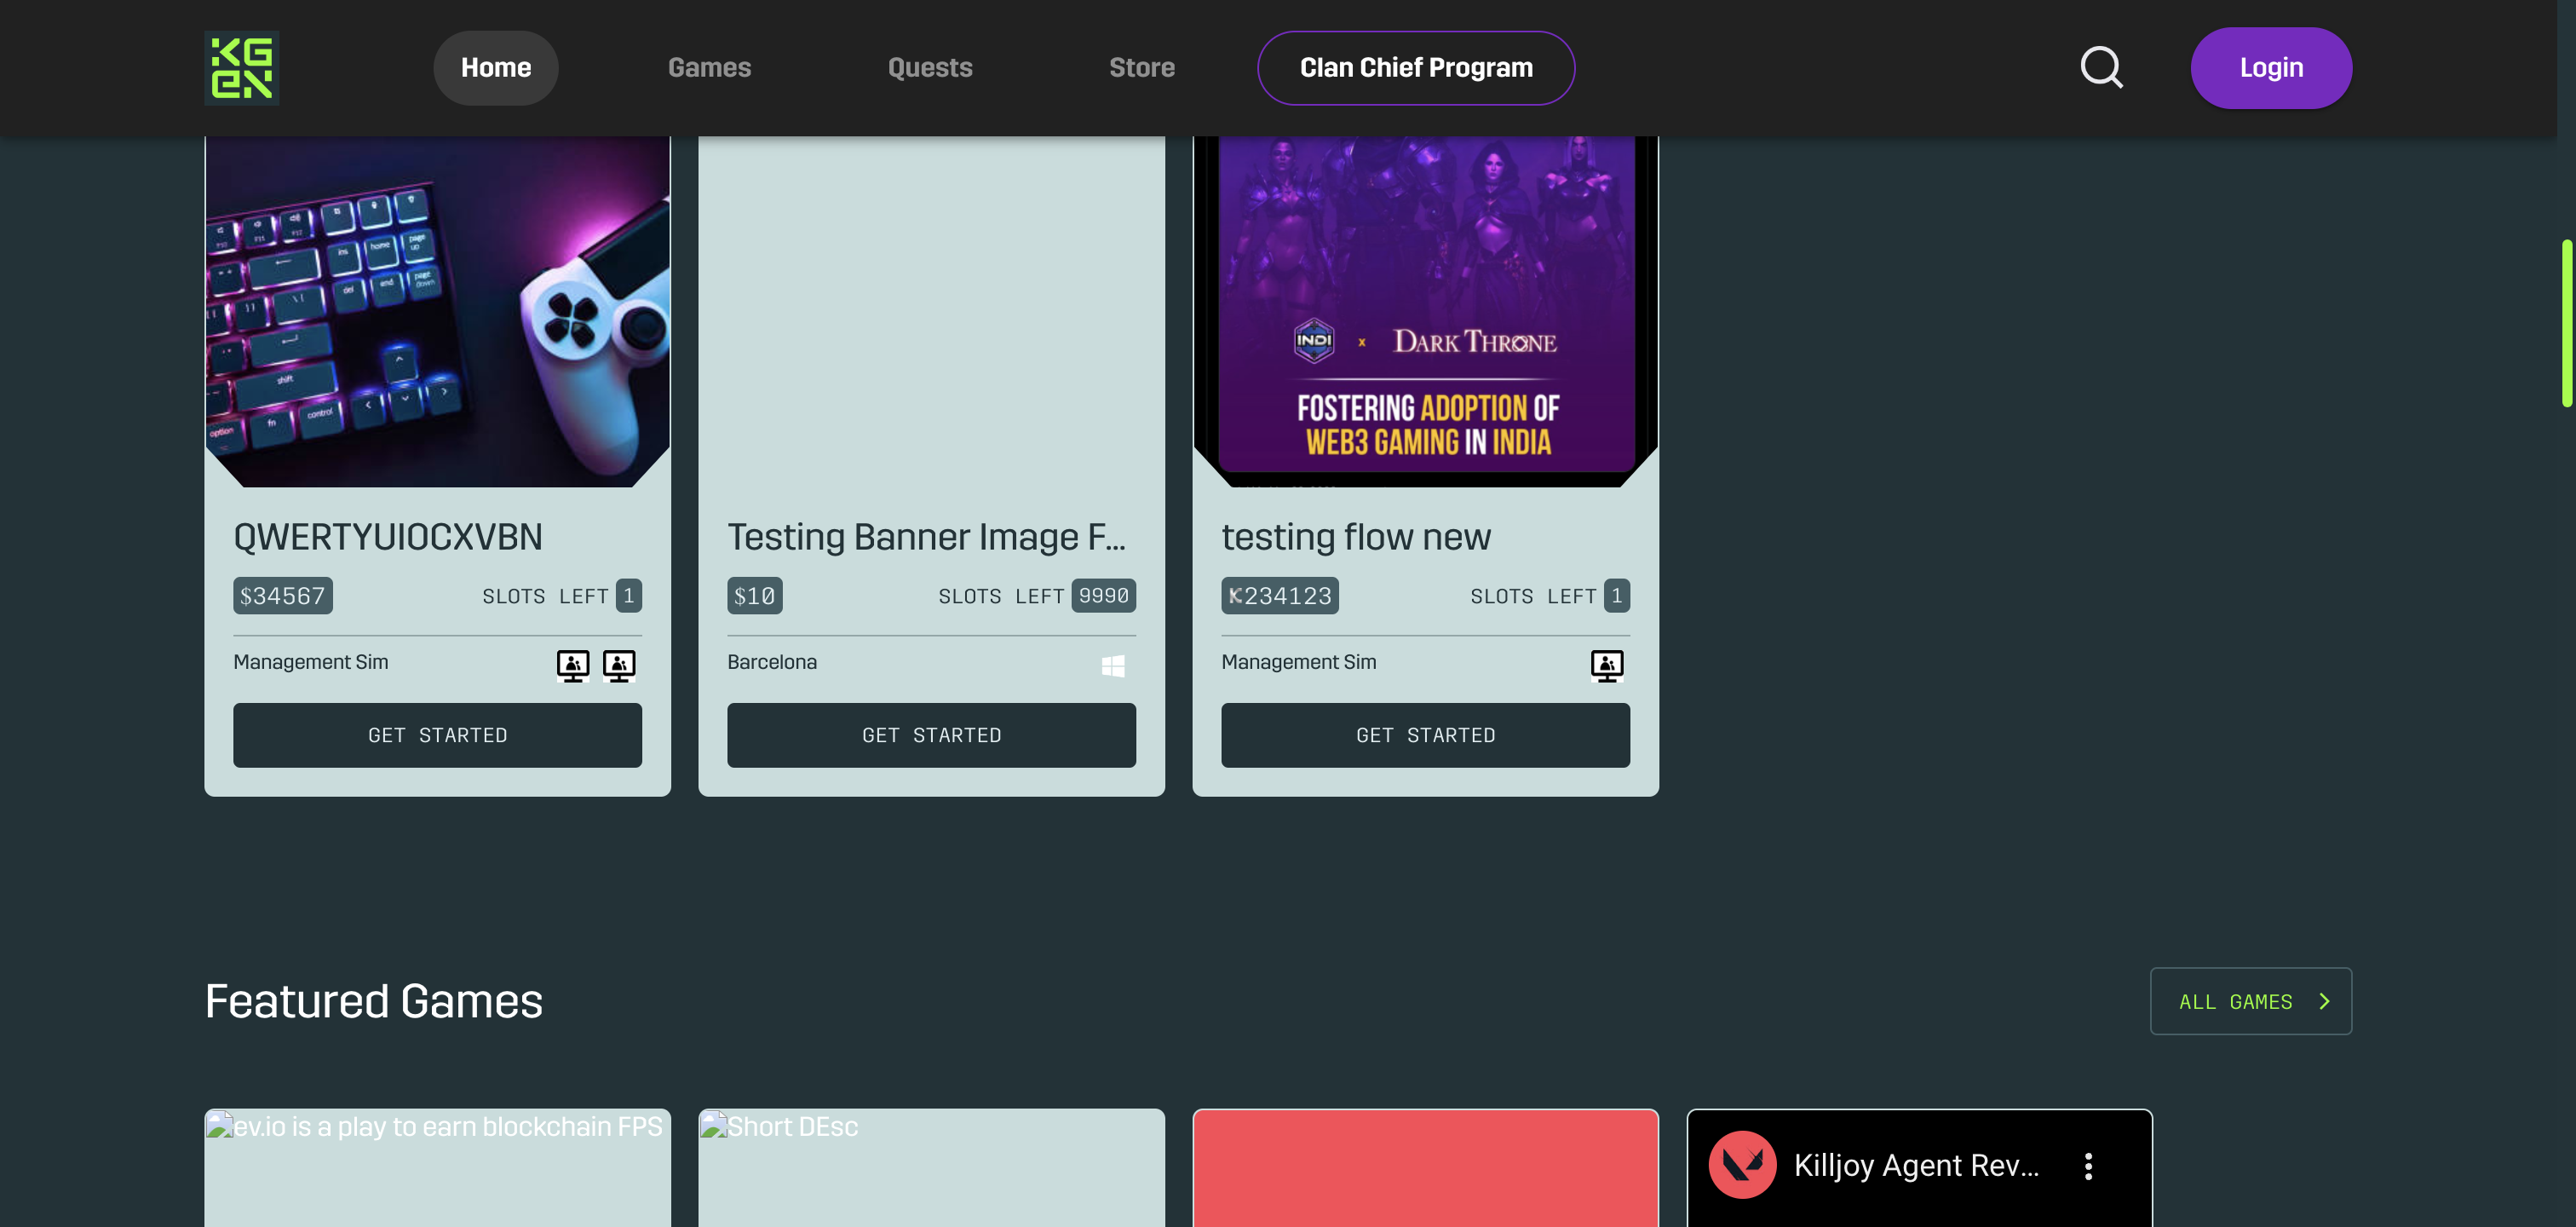 KGEN
Home
Games
Quests
Store
Clan Chief Program
Login
INDI x DARK THRONE
FOSTERING ADOPTION OF
WEB3 GAMING IN INDIA
QWERTYUIOCXVBN
$34567
SLOTS LEFT 1
Management Sim
GET STARTED
Testing Banner Image F...
$10
SLOTS LEFT 9990
Barcelona
GET STARTED
testing flow new
K234123
SLOTS LEFT 1
Management Sim
GET STARTED
Featured Games
ALL GAMES
ev.io is a play to earn blockchain FPS
Short DEsc
Killjoy Agent Rev...